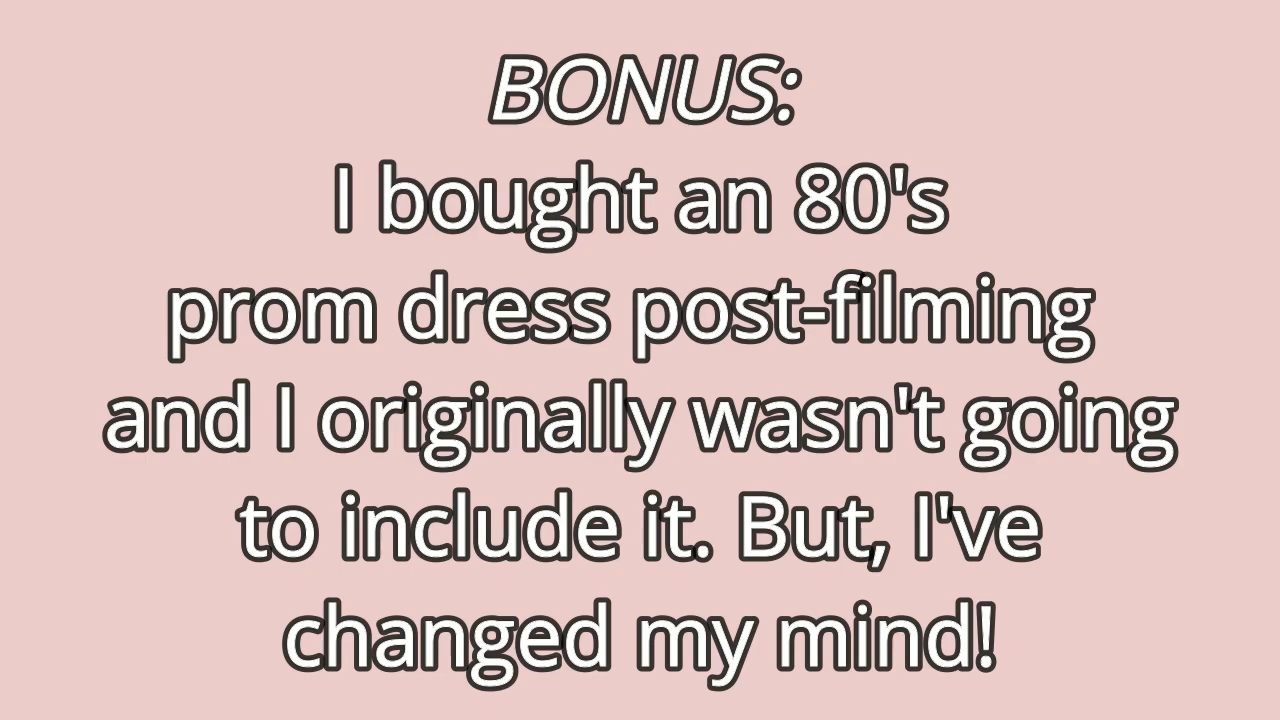 BONUS:
I bought an 80's
prom dress post-filming
and I originally wasn't going
to include it. But, I've
changed my mind!